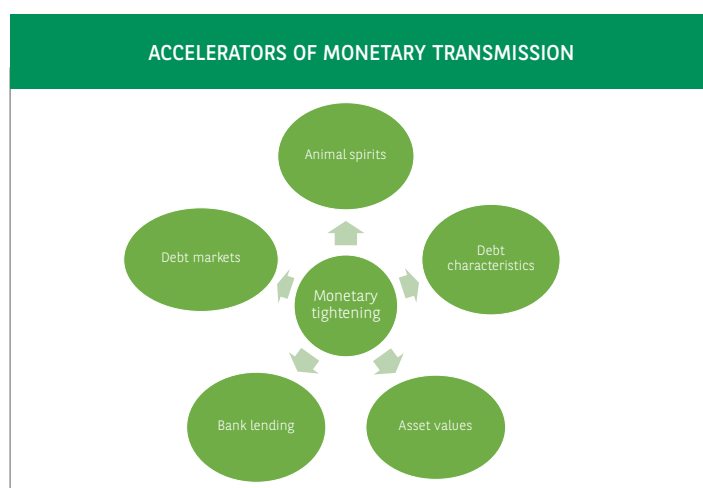 ACCELERATORS OF MONETARY TRANSMISSION
Animal spirits
Debt markets
Debt
characteristics
Monetary
tightening
Bank lending
Asset values